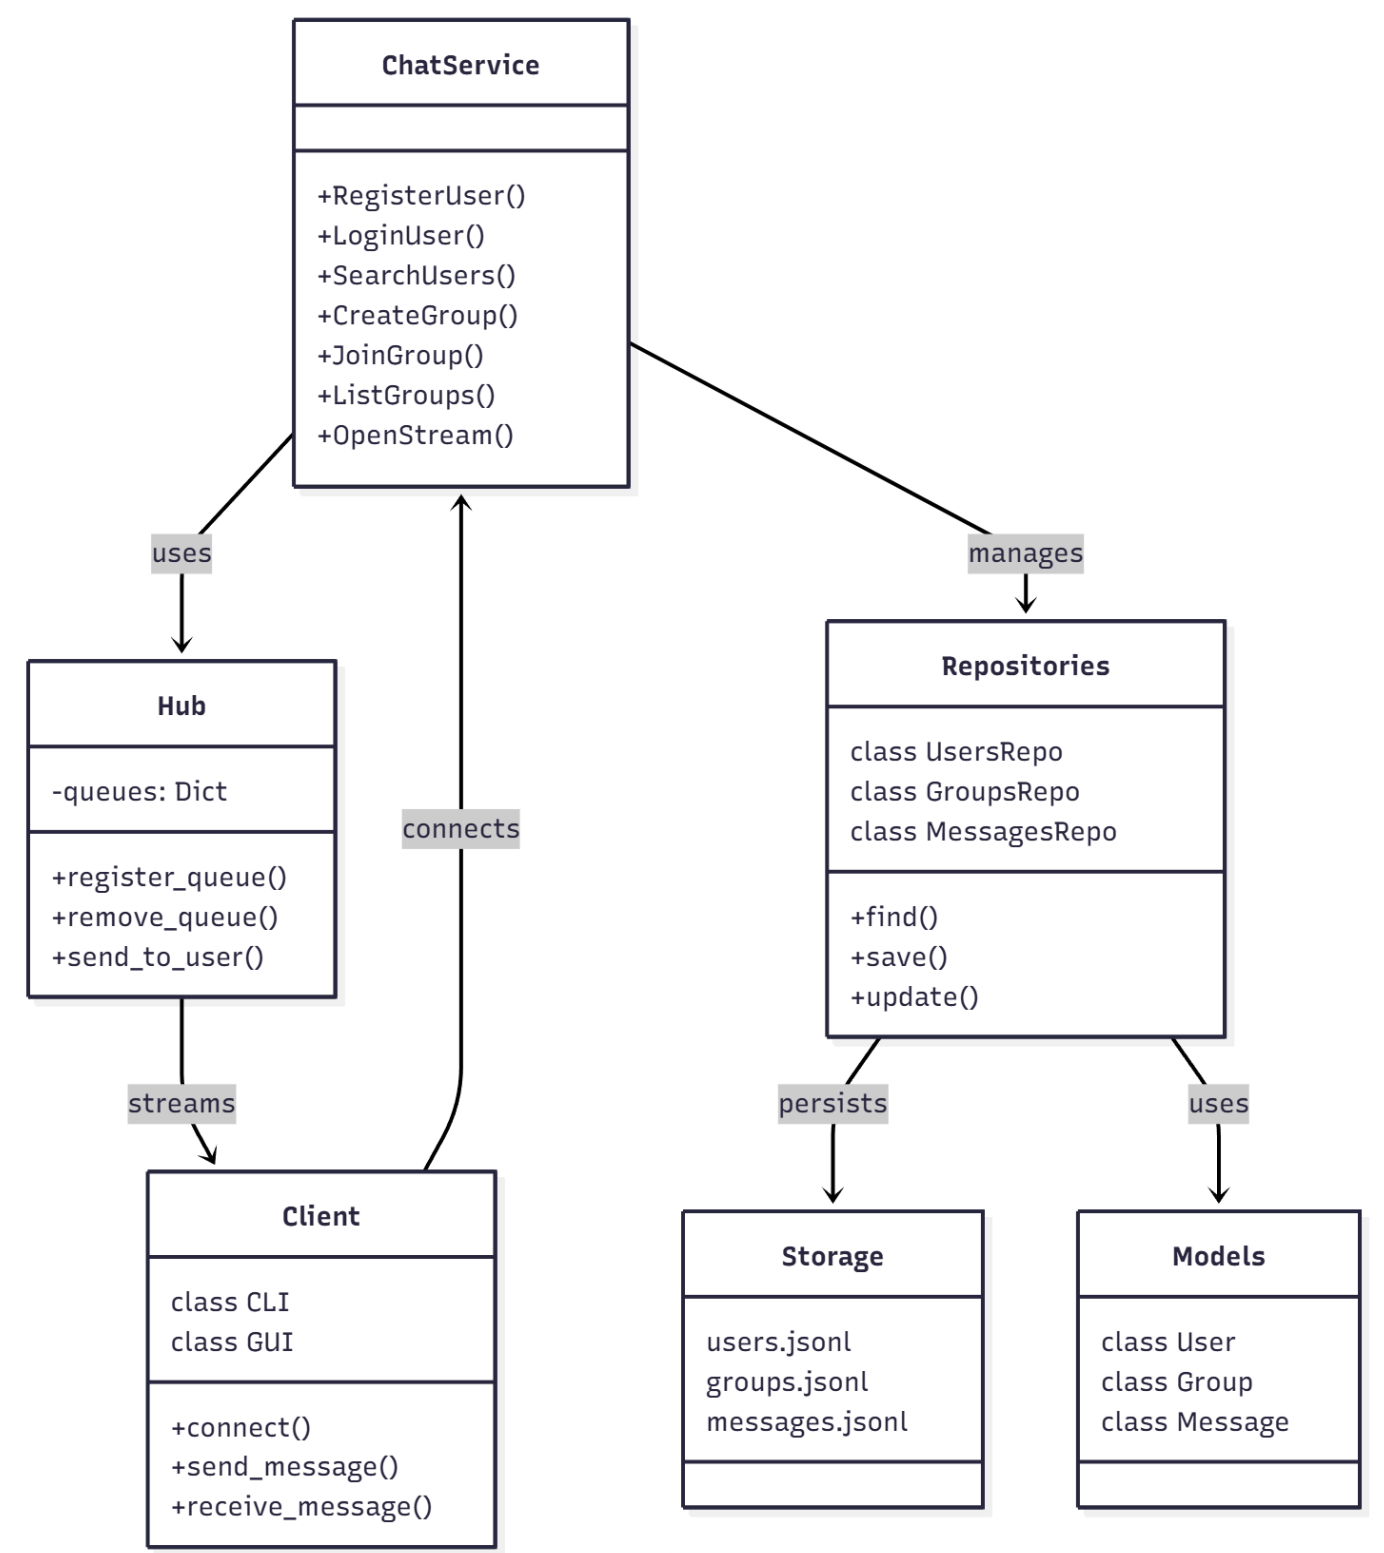 ChatService
+RegisterUser()
+LoginUser()
+SearchUsers()
+CreateGroup()
+JoinGroup()
+ListGroups()
+OpenStream()
uses
manages
Hub
-queues: Dict
+register_queue()
+remove_queue()
+send_to_user()
connects
Repositories
class UsersRepo
class GroupsRepo
class MessagesRepo
+find()
+save()
+update()
streams
persists
uses
Client
class CLI
class GUI
+connect()
+send_message()
+receive_message()
Storage
users.jsonl
groups.jsonl
messages.jsonl
Models
class User
class Group
class Message